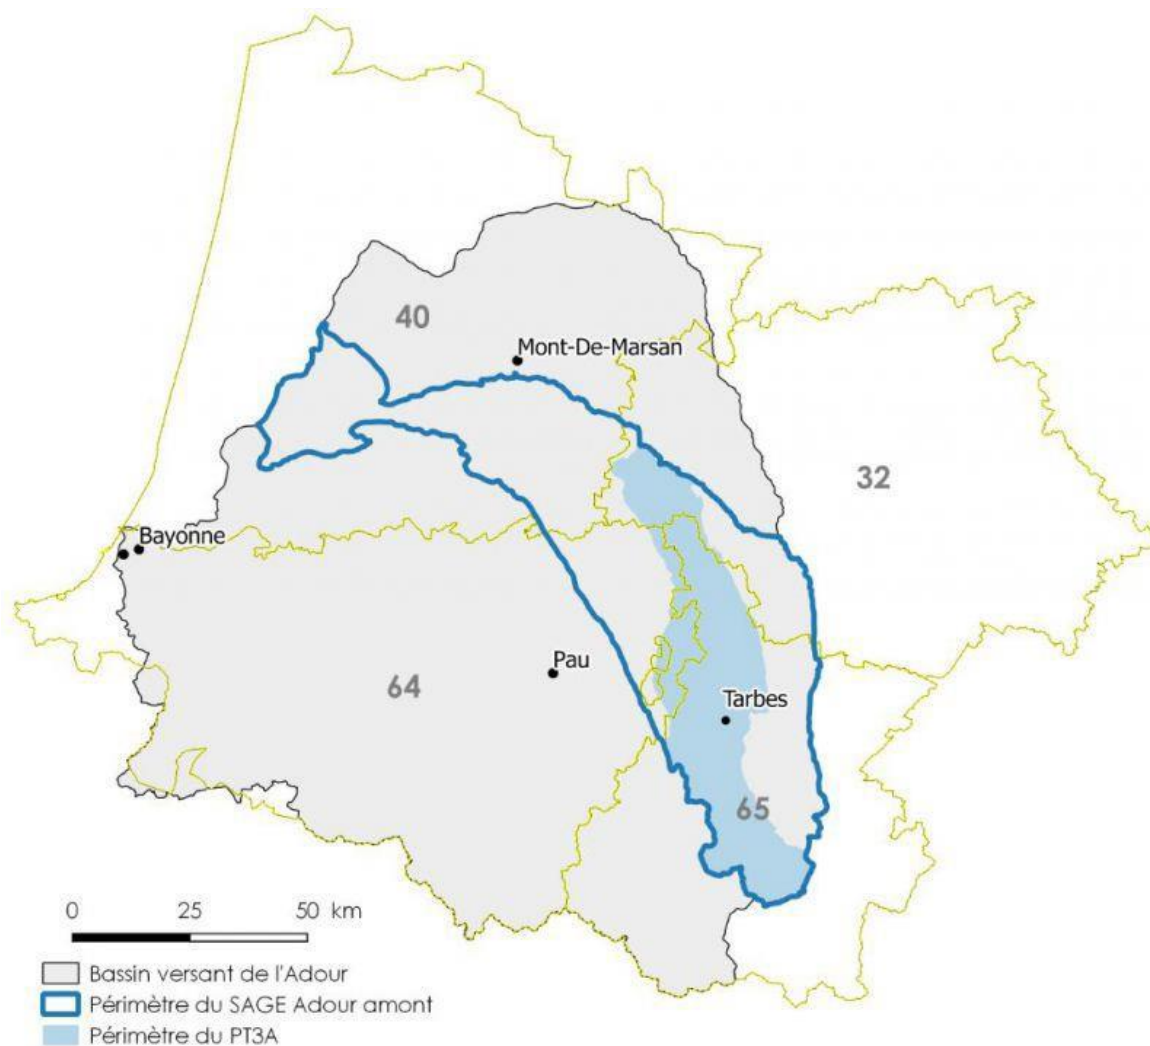 40
Mont-De-Marsan
32
Bayonne
Pau
64
Tarbes
65
0 25 50 km
Bassin versant de l'Adour
Périmètre du SAGE Adour amont
Périmètre du PT3A